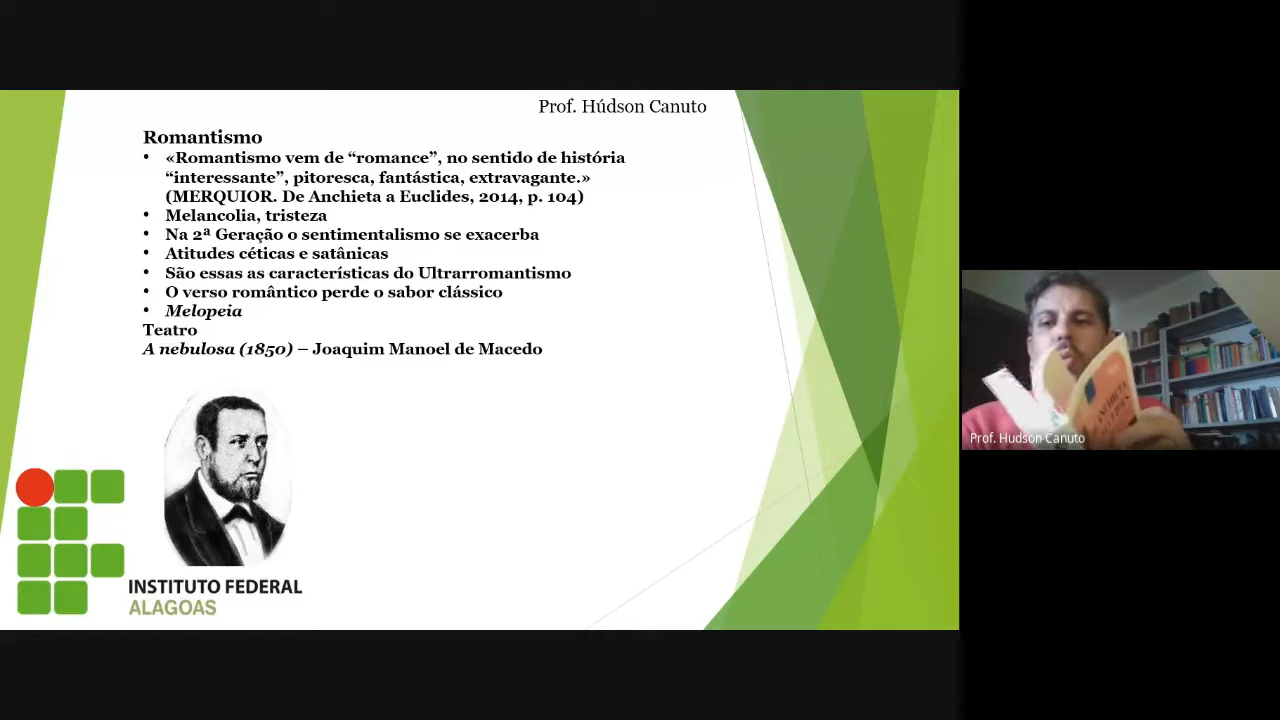 Prof. Húdson Canuto
Romantismo
• «Romantismo vem de “romance”, no sentido de história
“interessante”, pitoresca, fantástica, extravagante.»
(MERQUIOR. De Anchieta a Euclides, 2014, p. 104)
• Melancolia, tristeza
• Na 2ª Geração o sentimentalismo se exacerba
• Atitudes céticas e satânicas
• São essas as características do Ultrarromantismo
• O verso romântico perde o sabor clássico
• Melopeia
Teatro
A nebulosa (1850) – Joaquim Manoel de Macedo
INSTITUTO FEDERAL
ALAGOAS
Prof. Hudson Canuto